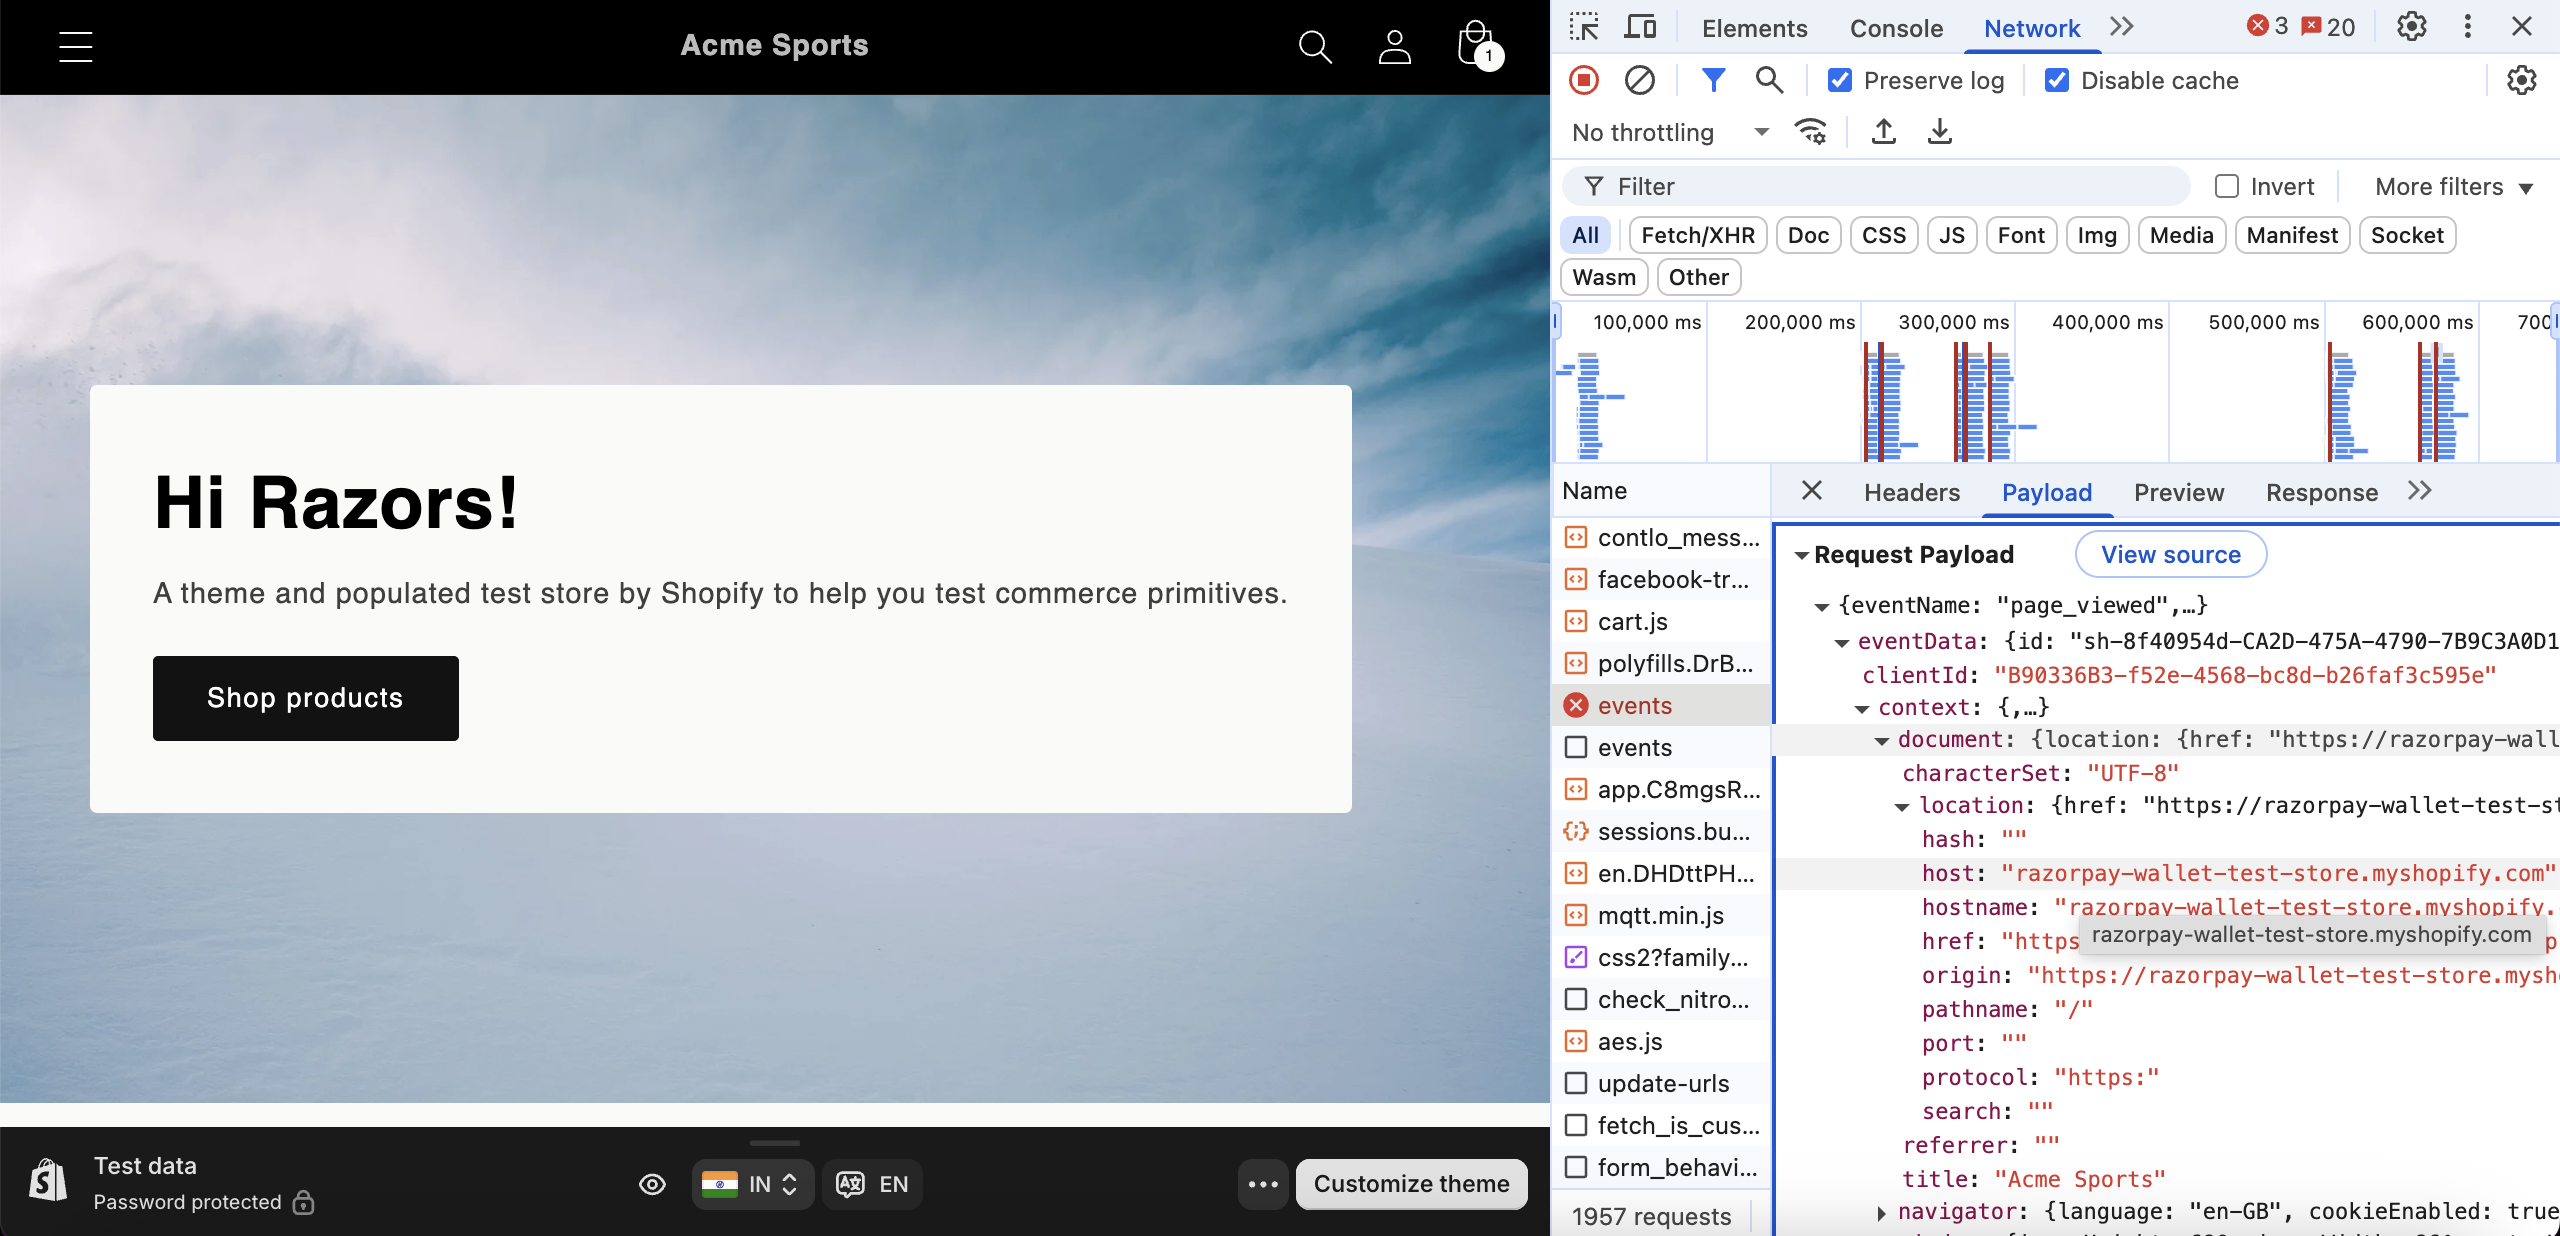 Acme Sports
1
Hi Razors!
A theme and populated test store by Shopify to help you test commerce primitives.
Shop products
Test data
Password protected
IN
EN
Customize theme
Elements
Console
Network
3
20
Preserve log
Disable cache
No throttling
Filter
Invert
More filters
All
Fetch/XHR
Doc
CSS
JS
Font
Img
Media
Manifest
Socket
Wasm
Other
100,000 ms
200,000 ms
300,000 ms
400,000 ms
500,000 ms
600,000 ms
700
Name
contlo_mess...
facebook-tr...
cart.js
polyfills.DrB...
events
events
app.C8mgsR...
sessions.bu...
en.DHDttPH...
mqtt.min.js
css2?family...
check_nitro...
aes.js
update-urls
fetch_is_cus...
form_behavi...
1957 requests
Headers
Payload
Preview
Response
Request Payload
View source
{eventName: "page_viewed",…}
eventData: {id: "sh-8f40954d-CA2D-475A-4790-7B9C3A0D1
clientId: "B90336B3-f52e-4568-bc8d-b26faf3c595e"
context: {,…}
document: {location: {href: "https://razorpay-wall
characterSet: "UTF-8"
location: {href: "https://razorpay-wallet-test-st
hash: ""
host: "razorpay-wallet-test-store.myshopify.com"
hostname: "razorpay-wallet-test-store.myshopify.
href: "https
razorpay-wallet-test-store.myshopify.com
origin: "https://razorpay-wallet-test-store.mysh
pathname: "/"
port: ""
protocol: "https:"
search: ""
referrer: ""
title: "Acme Sports"
navigator: {language: "en-GB", cookieEnabled: true